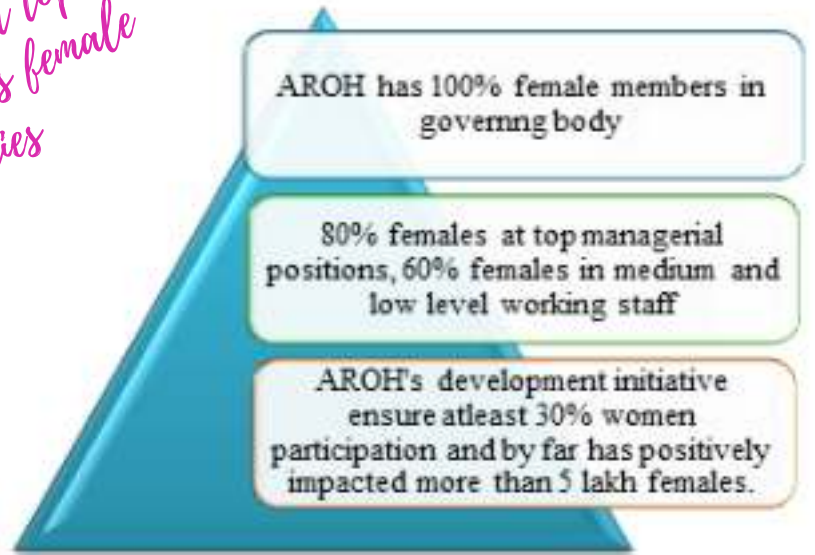 female
AROH has 100% female members in
governng body
80% females at top managerial
positions, 60% females in medium and
low level working staff
AROH's development initiative
ensure atleast 30% women
participation and by far has positively
impacted more than 5 lakh females.